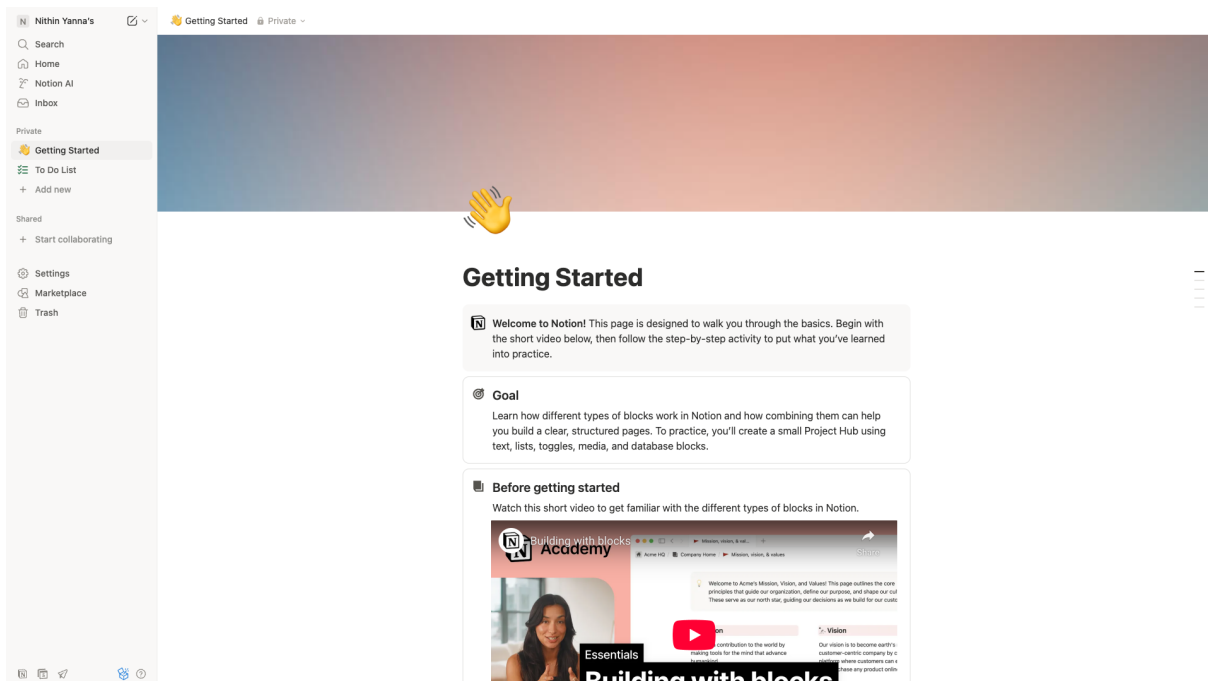 N Nithin Yanna's
Search
Home
Notion AI
Inbox
Private
Getting Started
To Do List
+ Add new
Shared
+ Start collaborating
Settings
Marketplace
Trash
Getting Started Private
Getting Started
Welcome to Notion! This page is designed to walk you through the basics. Begin with
the short video below, then follow the step-by-step activity to put what you've learned
into practice.
Goal
Learn how different types of blocks work in Notion and how combining them can help
you build a clear, structured pages. To practice, you'll create a small Project Hub using
text, lists, toggles, media, and database blocks.
Before getting started
Watch this short video to get familiar with the different types of blocks in Notion.
Building with blocks
Academy
Share
Acme HQ / Company Home / Mission, vision, & values
Mission, vision, & val...
Welcome to Acme's Mission, Vision, and Values! This page outlines the core
principles that guide our organization, define our purpose, and shape our cul
These serve as our north star, guiding our decisions as we build for our custo
Vision
contribution to the world by
making tools for the mind that advance
humankind
Our vision is to become earth's
customer-centric company by c
platform where customers can
chase any product onlin
Essentials
Building with blocks